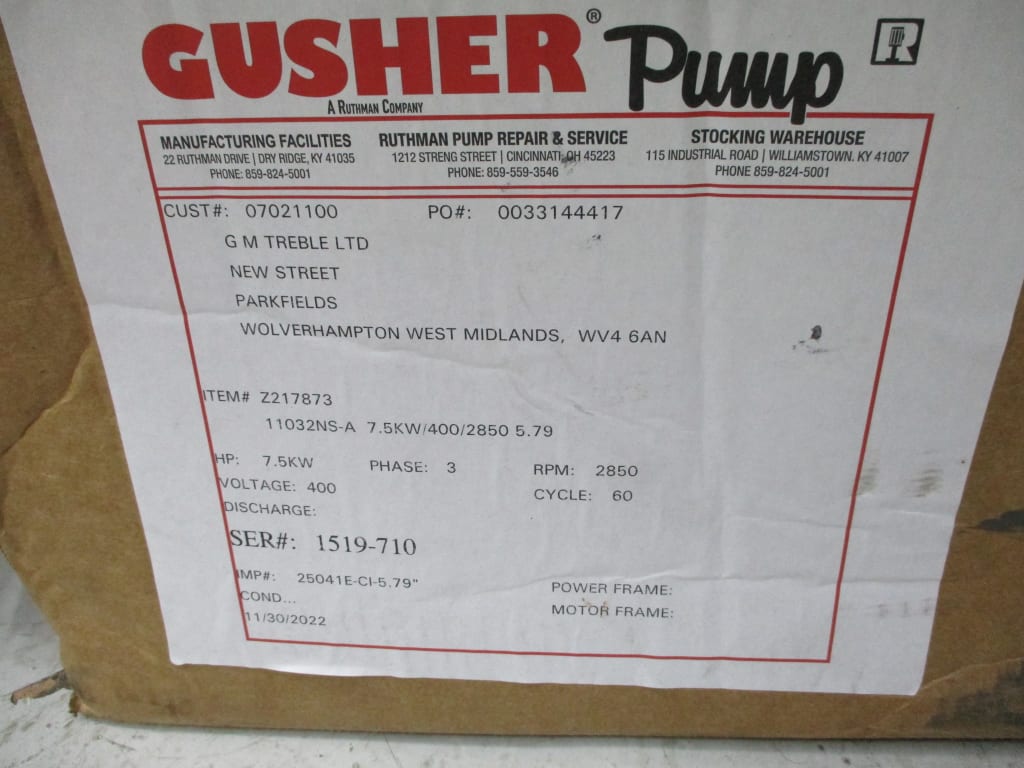 GUSHER® Pump
A RUTHMAN COMPANY
R
MANUFACTURING FACILITIES
22 RUTHMAN DRIVE | DRY RIDGE, KY 41035
PHONE: 859-824-5001
RUTHMAN PUMP REPAIR & SERVICE
1212 STRENG STREET | CINCINNATI, OH 45223
PHONE: 859-559-3546
STOCKING WAREHOUSE
115 INDUSTRIAL ROAD | WILLIAMSTOWN. KY 41007
PHONE 859-824-5001
CUST#: 07021100 PO#: 0033144417
G M TREBLE LTD
NEW STREET
PARKFIELDS
WOLVERHAMPTON WEST MIDLANDS, WV4 6AN
ITEM# Z217873
11032NS-A 7.5KW/400/2850 5.79
HP: 7.5KW PHASE: 3 RPM: 2850
VOLTAGE: 400 CYCLE: 60
DISCHARGE:
SER#: 1519-710
IMP#: 25041E-CI-5.79" POWER FRAME:
COND... MOTOR FRAME:
11/30/2022